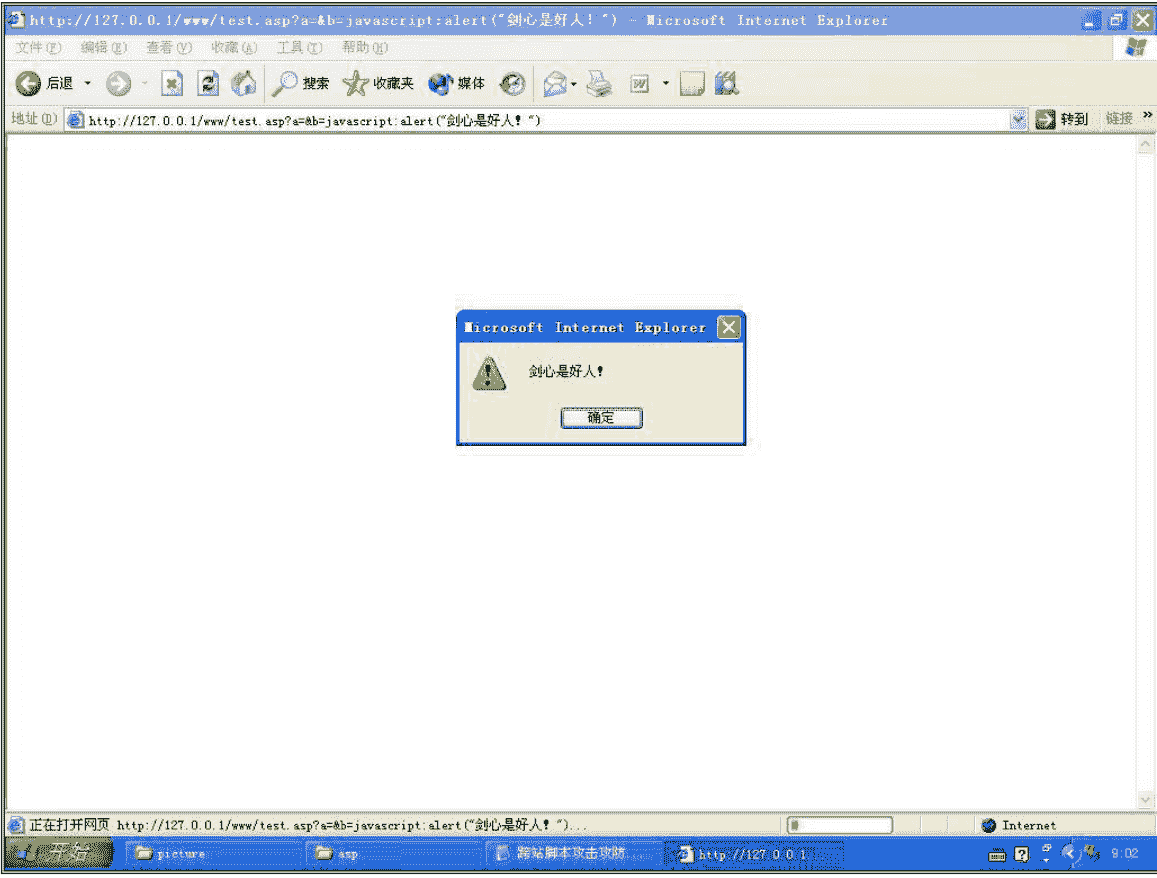 http://127.0.0.1/www/test.asp?a=&b=javascript:alert("剑心是好人！") - Microsoft Internet Explorer
文件(F) 编辑(E) 查看(V) 收藏(A) 工具(T) 帮助(H)
后退 搜索 收藏夹 媒体
地址(D) http://127.0.0.1/www/test.asp?a=&b=javascript:alert("剑心是好人！") 转到 链接 »
Microsoft Internet Explorer
剑心是好人！
确定
正在打开网页 http://127.0.0.1/www/test.asp?a=&b=javascript:alert("剑心是好人！")... Internet
开始 picture asp 跨站脚本攻击攻防 http://127.0.0.1 9:02